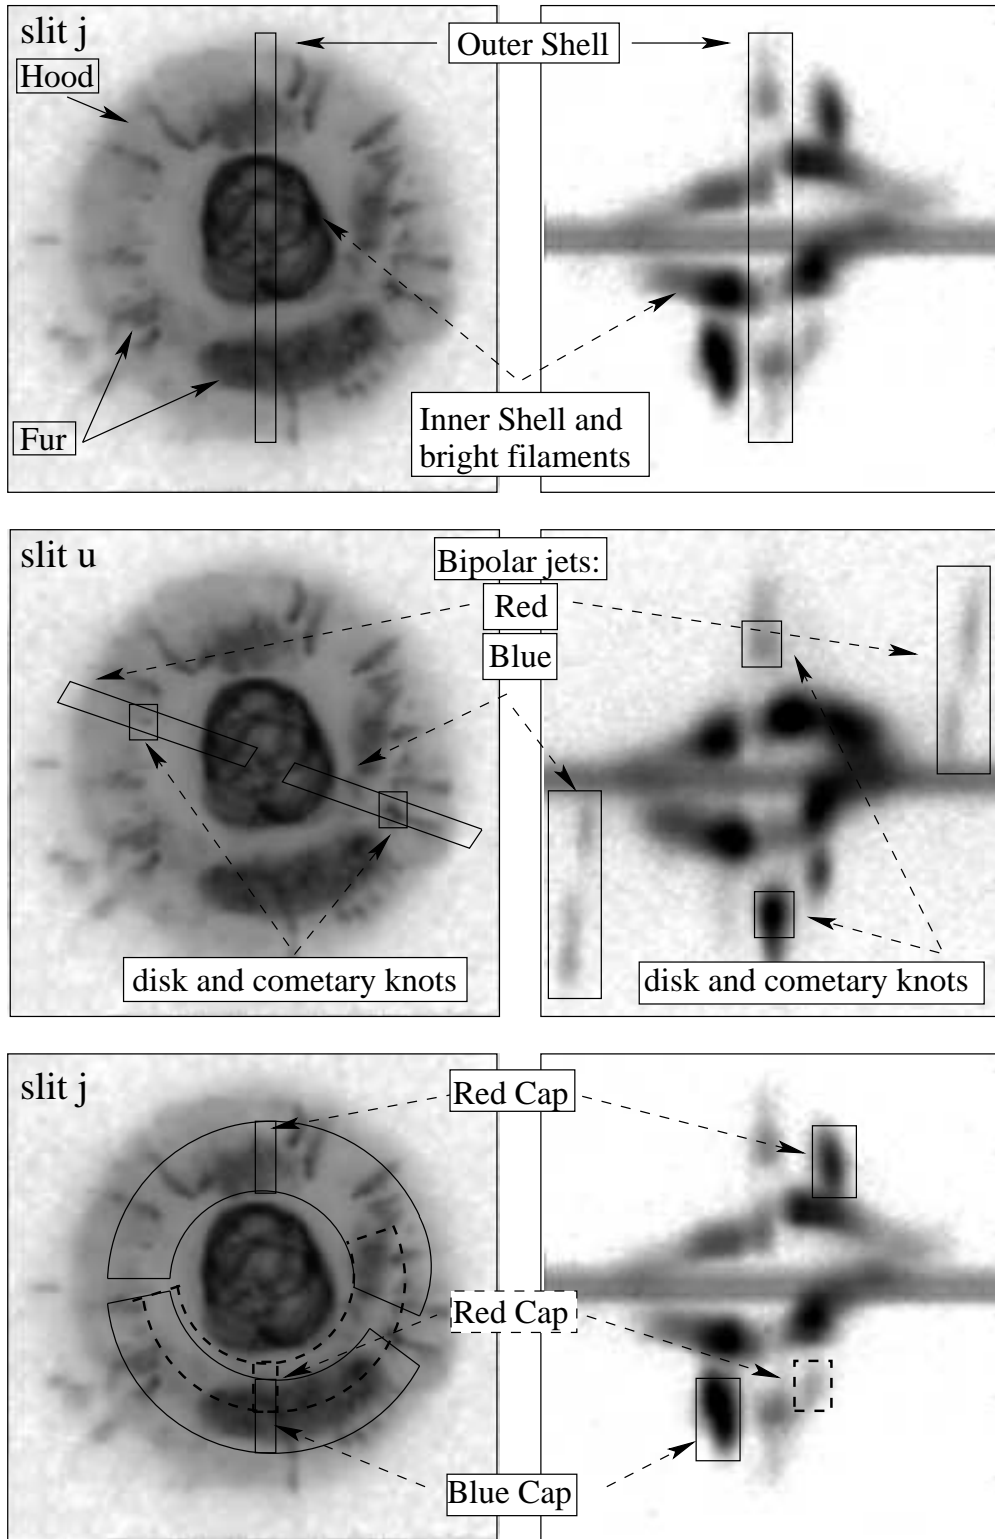 slit j
Outer Shell
Hood
Inner Shell and
bright filaments
Fur
slit u
Bipolar jets:
Red
Blue
disk and cometary knots
disk and cometary knots
slit j
Red Cap
Red Cap
Blue Cap